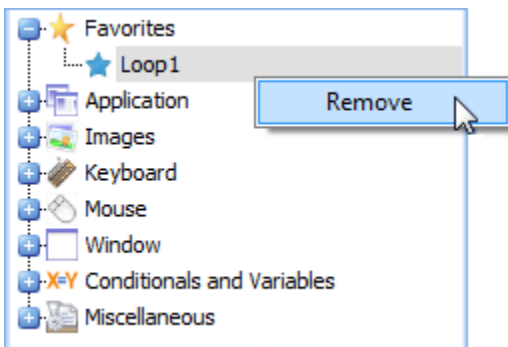 Favorites
Loop1
Application
Remove
Images
Keyboard
Mouse
Window
X=Y Conditionals and Variables
Miscellaneous